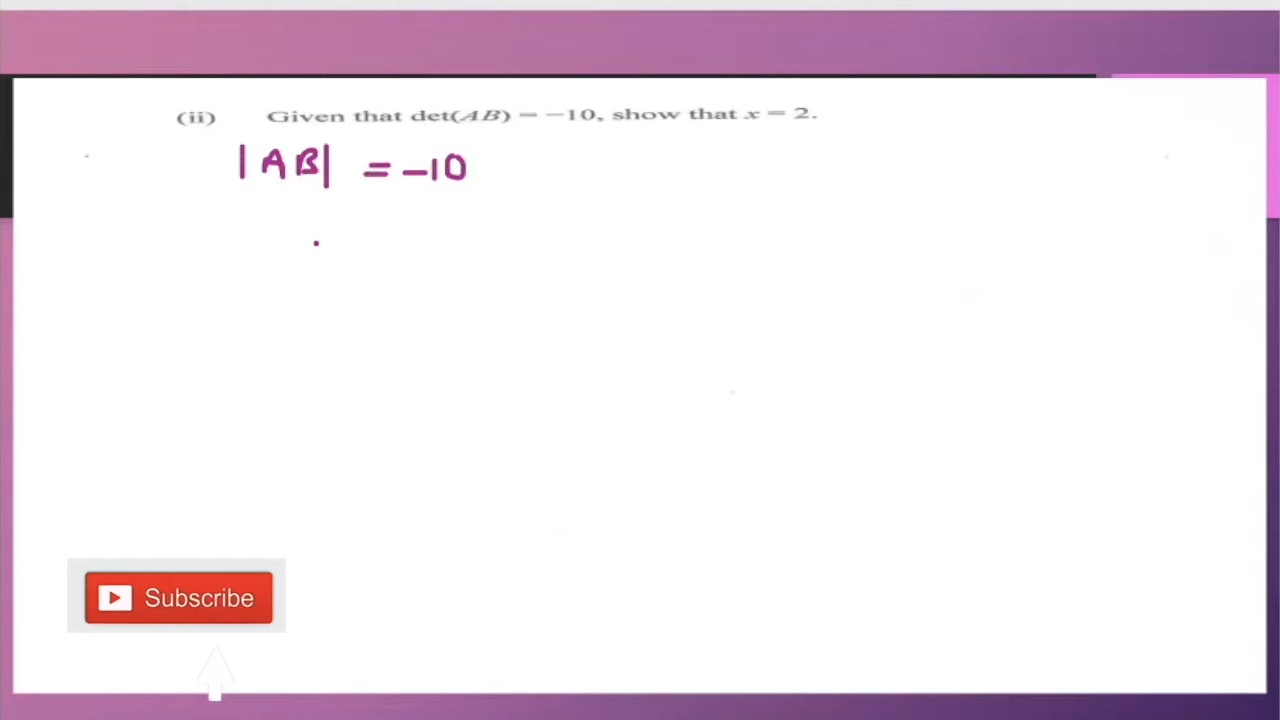 (ii) Given that det(AB) = −10, show that x = 2.
|AB| = −10
Subscribe